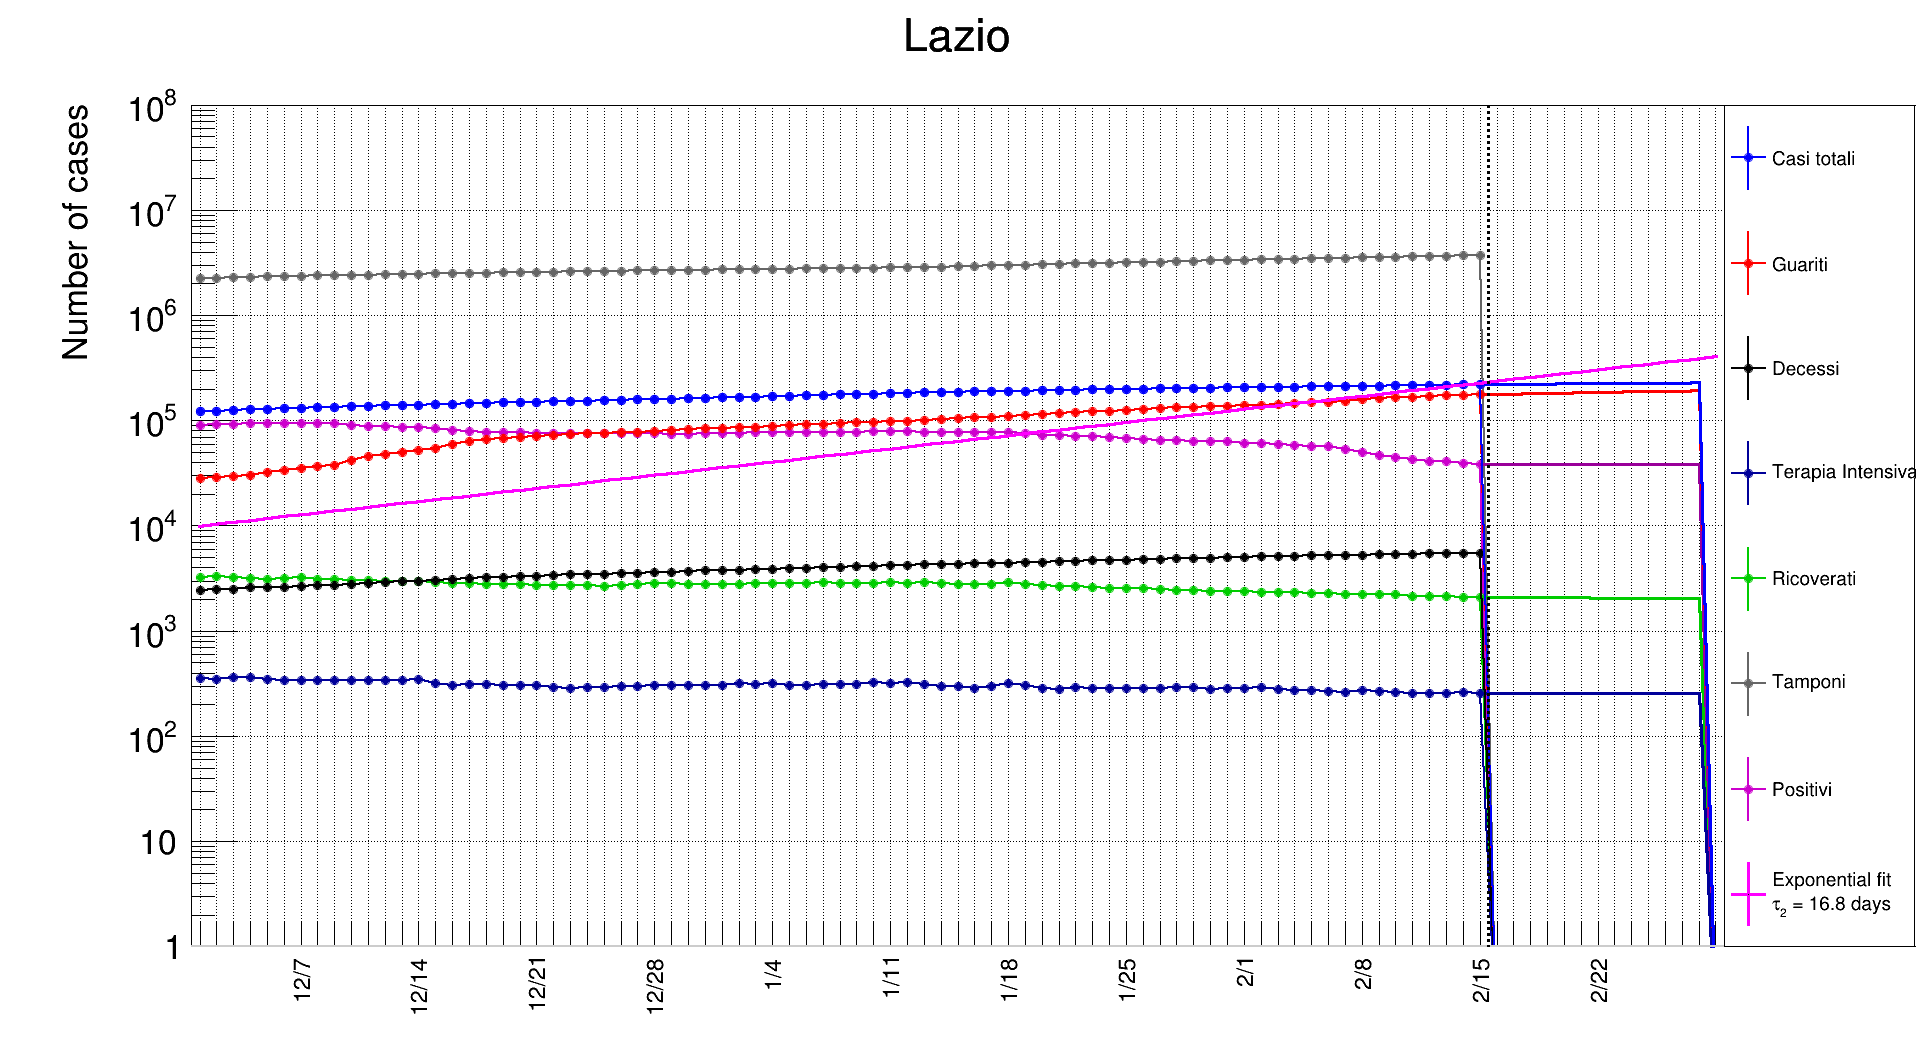 Lazio
Number of cases
10^8
10^7
10^6
10^5
10^4
10^3
10^2
10
1
12/7
12/14
12/21
12/28
1/4
1/11
1/18
1/25
2/1
2/8
2/15
2/22
Casi totali
Guariti
Decessi
Terapia Intensiva
Ricoverati
Tamponi
Positivi
Exponential fit
τ₂ = 16.8 days